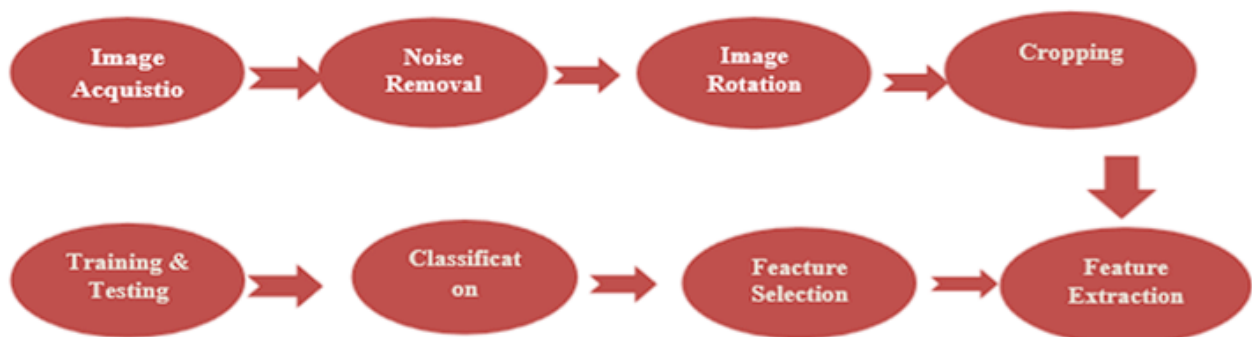 Image
Acquistio
Noise
Removal
Image
Rotation
Cropping
Training &
Testing
Classificat
on
Feacture
Selection
Feature
Extraction